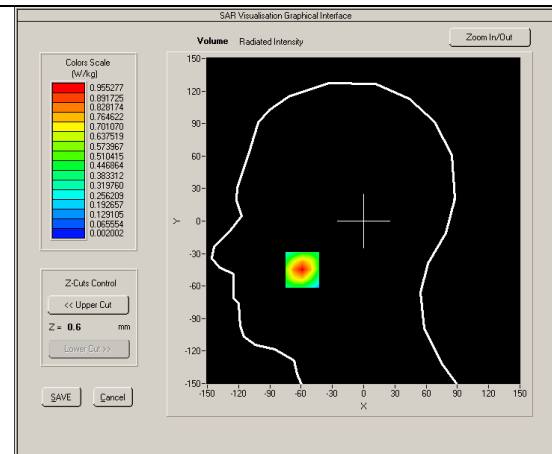 SAR Visualisation Graphical Interface
Volume Radiated Intensity
Zoom In/Out
Colors Scale
(W/kg)
0.955277
0.891725
0.828174
0.764622
0.701070
0.637519
0.573967
0.510415
0.446864
0.383312
0.319760
0.256209
0.192657
0.129105
0.065554
0.002002
Z-Cuts Control
<< Upper Cut
Z = 0.6 mm
Lower Cut >>
SAVE Cancel
150
120
90
60
30
0
-30
-60
-90
-120
-150
Y
-150 -120 -90 -60 -30 0 30 60 90 120 150
X